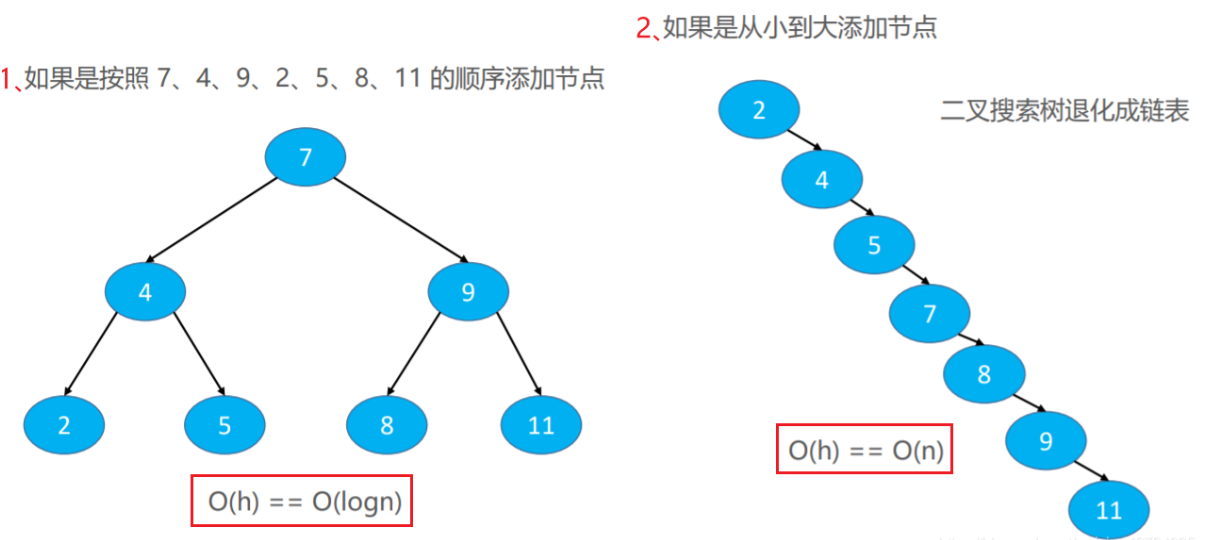 1、如果是按照 7、4、9、2、5、8、11 的顺序添加节点
7
4
9
2
5
8
11
O(h) == O(logn)
2、如果是从小到大添加节点
二叉搜索树退化成链表
2
4
5
7
8
9
11
O(h) == O(n)